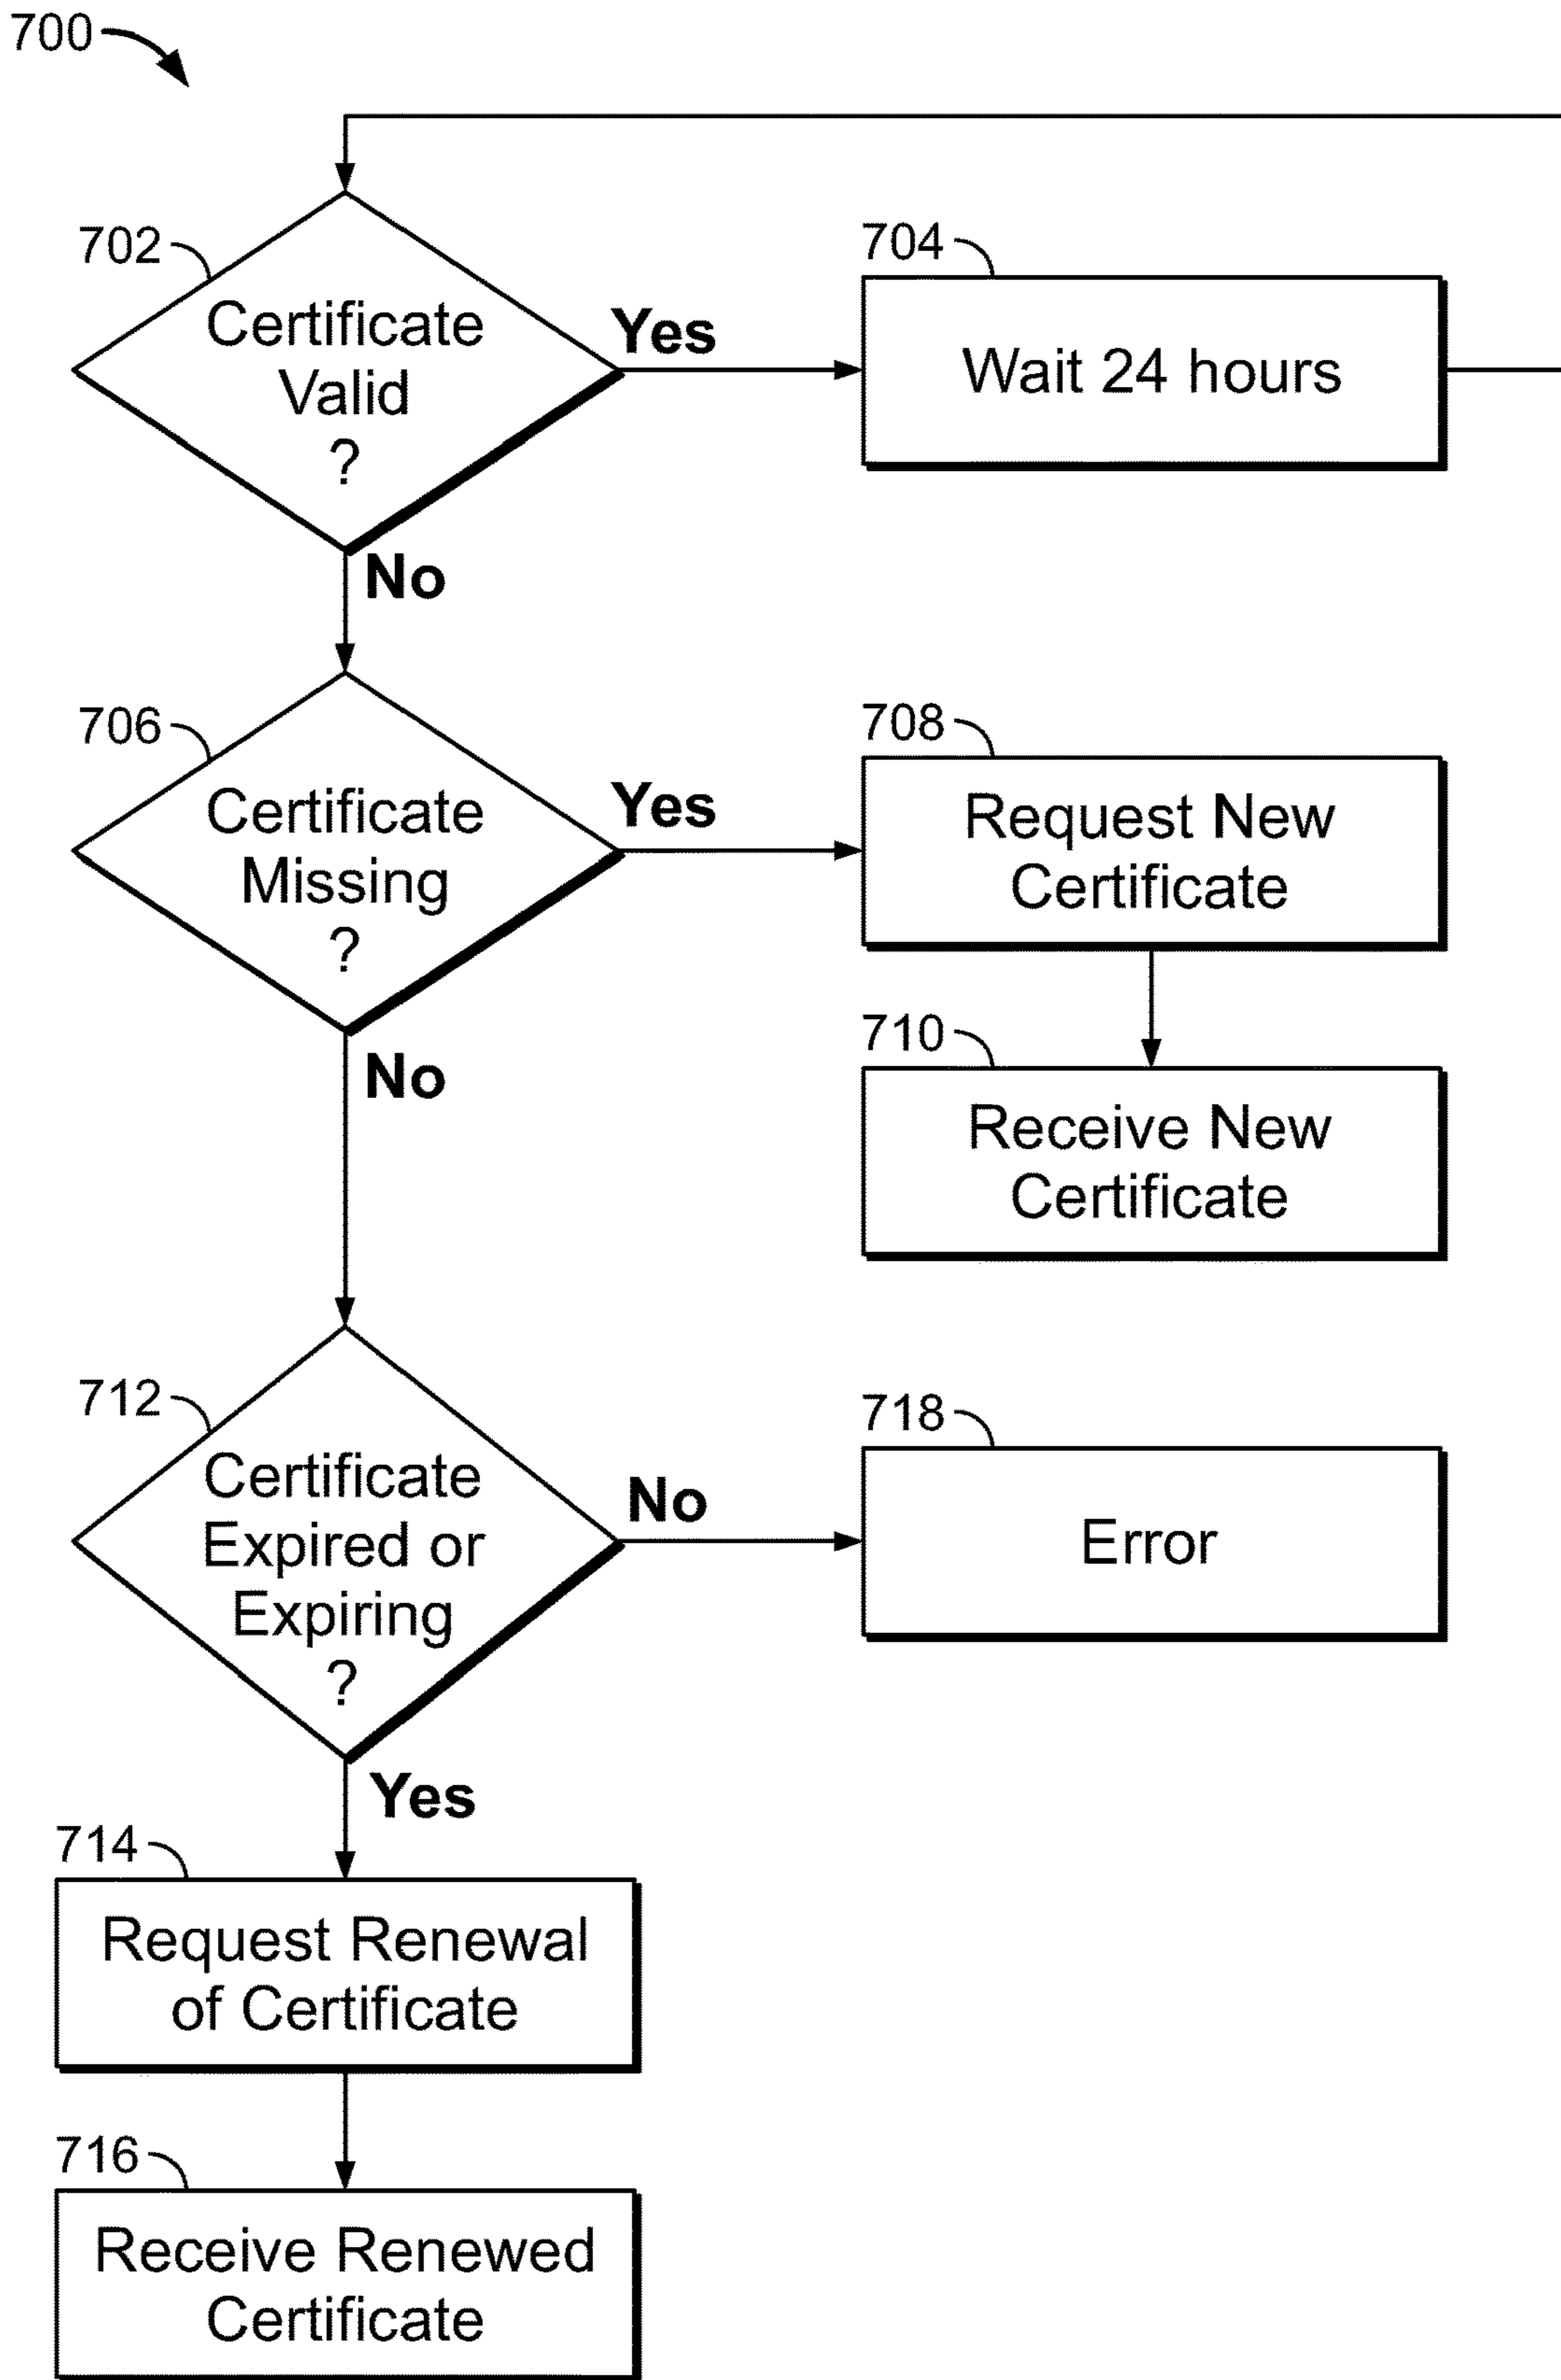 700
702
Certificate
Valid
?
Yes
704
Wait 24 hours
No
706
Certificate
Missing
?
Yes
708
Request New
Certificate
710
Receive New
Certificate
No
712
Certificate
Expired or
Expiring
?
No
718
Error
Yes
714
Request Renewal
of Certificate
716
Receive Renewed
Certificate